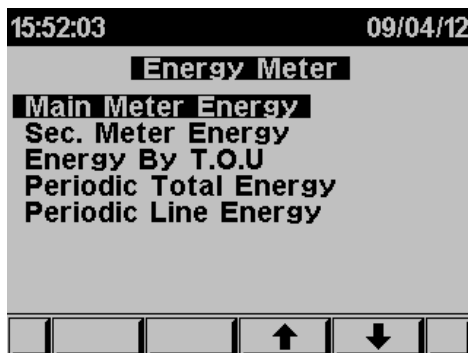 15:52:03 09/04/12
Energy Meter
Main Meter Energy
Sec. Meter Energy
Energy By T.O.U
Periodic Total Energy
Periodic Line Energy